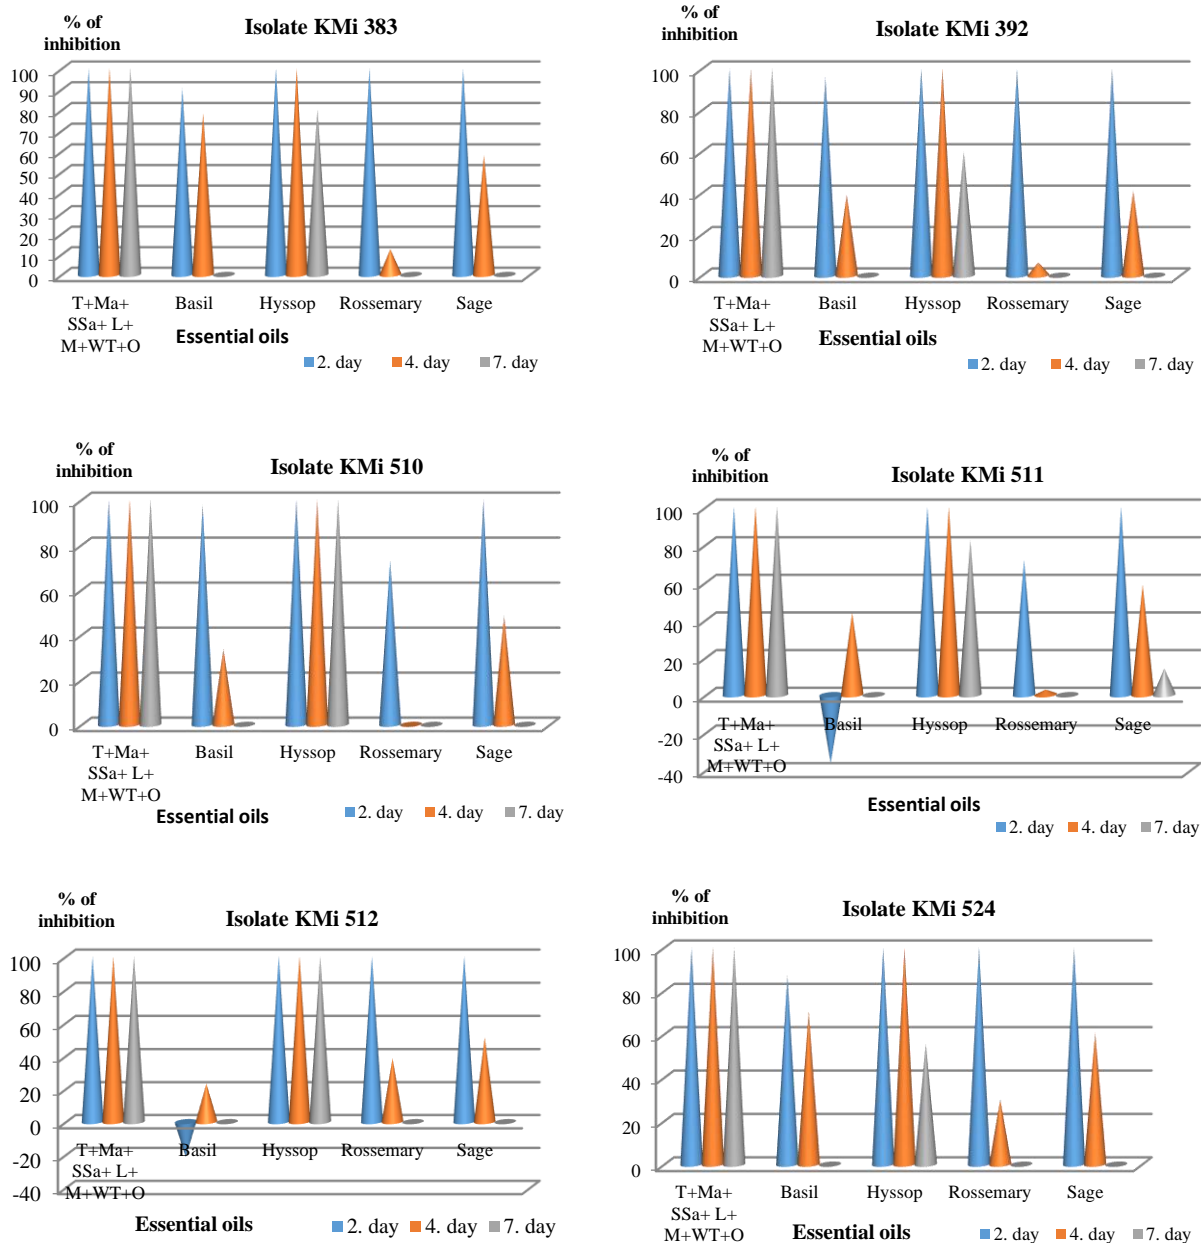 % of
inhibition
Isolate KMi 383
100
90
80
70
60
50
40
30
20
10
0
T+Ma+
SSa+ L+
M+WT+O
Basil
Hyssop
Rossemary
Sage
Essential oils
2. day
4. day
7. day
% of
inhibition
Isolate KMi 392
100
80
60
40
20
0
T+Ma+
SSa+ L+
M+WT+O
Basil
Hyssop
Rossemary
Sage
Essential oils
2. day
4. day
7. day
% of
inhibition
Isolate KMi 510
100
80
60
40
20
0
T+Ma+
SSa+ L+
M+WT+O
Basil
Hyssop
Rossemary
Sage
Essential oils
2. day
4. day
7. day
% of
inhibition
Isolate KMi 511
100
80
60
40
20
0
-20
-40
T+Ma+
SSa+ L+
M+WT+O
Basil
Hyssop
Rossemary
Sage
Essential oils
2. day
4. day
7. day
% of
inhibition
Isolate KMi 512
100
80
60
40
20
0
-20
-40
T+Ma+
SSa+ L+
M+WT+O
Basil
Hyssop
Rossemary
Sage
Essential oils
2. day
4. day
7. day
% of
inhibition
Isolate KMi 524
100
80
60
40
20
0
T+Ma+
SSa+ L+
M+WT+O
Basil
Hyssop
Rossemary
Sage
Essential oils
2. day
4. day
7. day